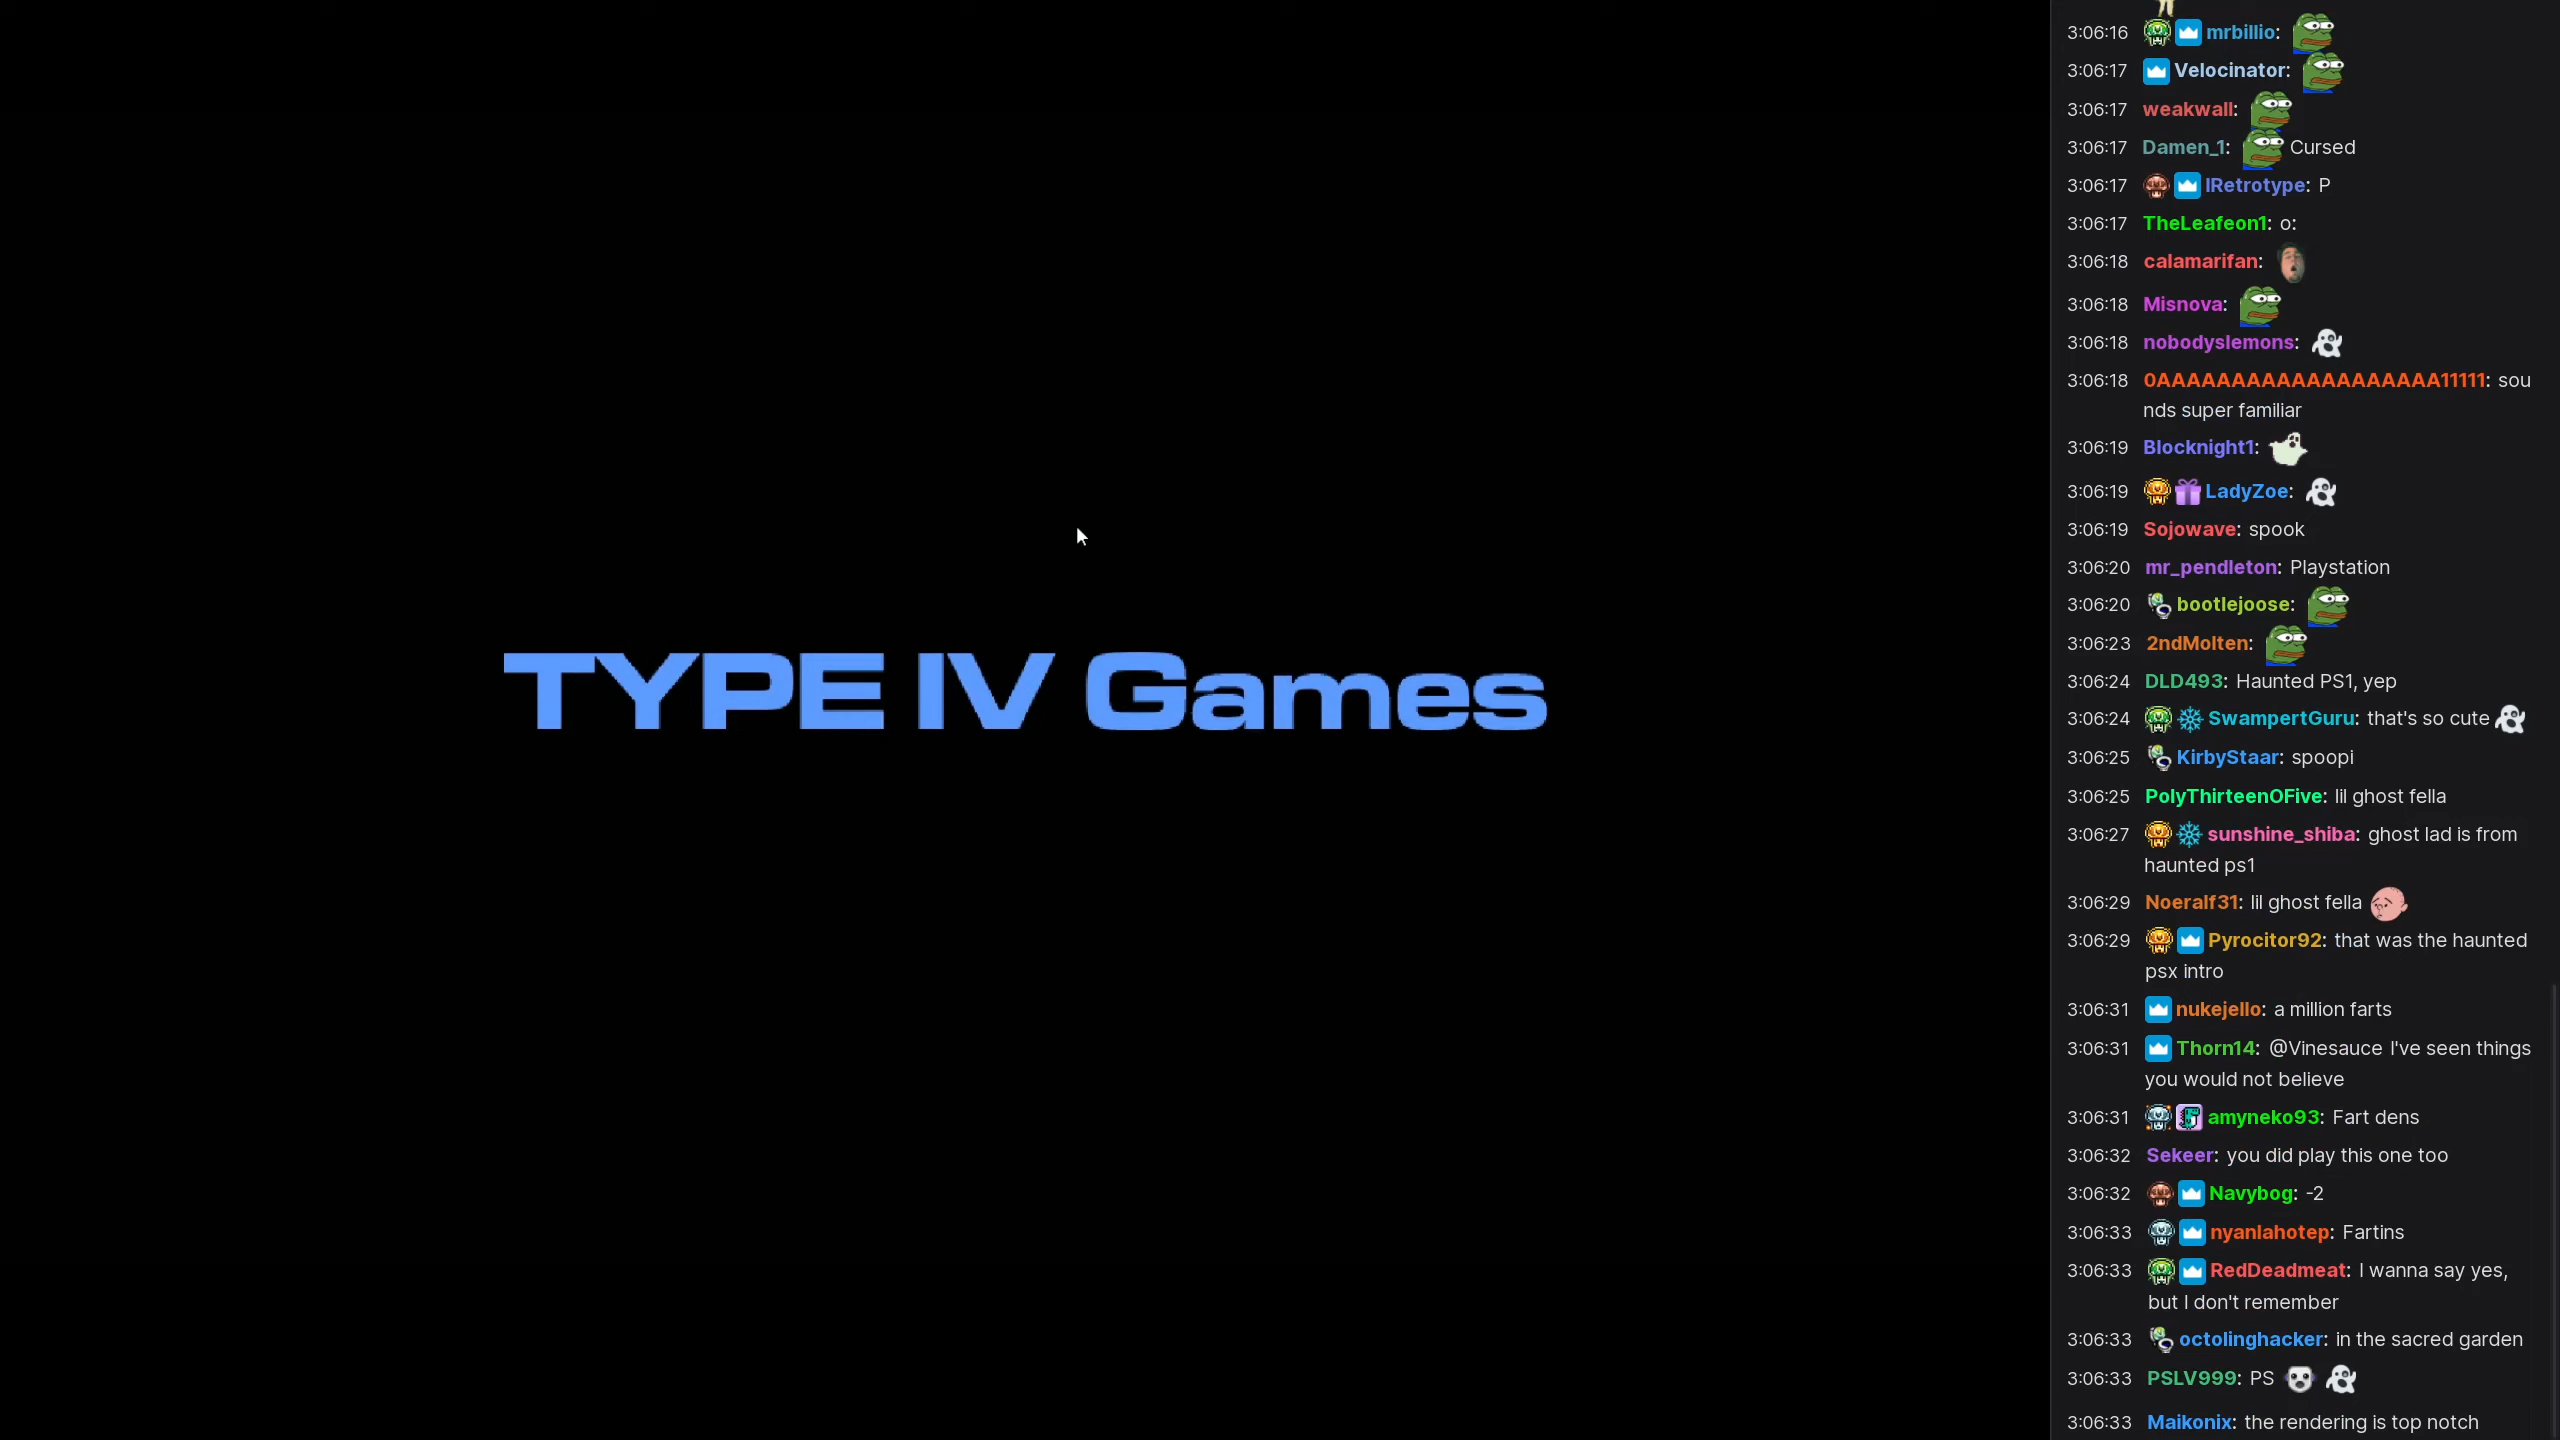 TYPE IV Games
3:06:16 mrbillio:
3:06:17 Velocinator:
3:06:17 weakwall:
3:06:17 Damen_1: Cursed
3:06:17 IRetrotype: P
3:06:17 TheLeafeon1: o:
3:06:18 calamarifan:
3:06:18 Misnova:
3:06:18 nobodyslemons:
3:06:18 0AAAAAAAAAAAAAAAAAAA11111: sou
nds super familiar
3:06:19 Blocknight1:
3:06:19 LadyZoe:
3:06:19 Sojowave: spook
3:06:20 mr_pendleton: Playstation
3:06:20 bootlejoose:
3:06:23 2ndMolten:
3:06:24 DLD493: Haunted PS1, yep
3:06:24 SwampertGuru: that's so cute
3:06:25 KirbyStaar: spoopi
3:06:25 PolyThirteenOFive: lil ghost fella
3:06:27 sunshine_shiba: ghost lad is from
haunted ps1
3:06:29 Noeralf31: lil ghost fella
3:06:29 Pyrocitor92: that was the haunted
psx intro
3:06:31 nukejello: a million farts
3:06:31 Thorn14: @Vinesauce I've seen things
you would not believe
3:06:31 amyneko93: Fart dens
3:06:32 Sekeer: you did play this one too
3:06:32 Navybog: -2
3:06:33 nyanlahotep: Fartins
3:06:33 RedDeadmeat: I wanna say yes,
but I don't remember
3:06:33 octolinghacker: in the sacred garden
3:06:33 PSLV999: PS
3:06:33 Maikonix: the rendering is top notch